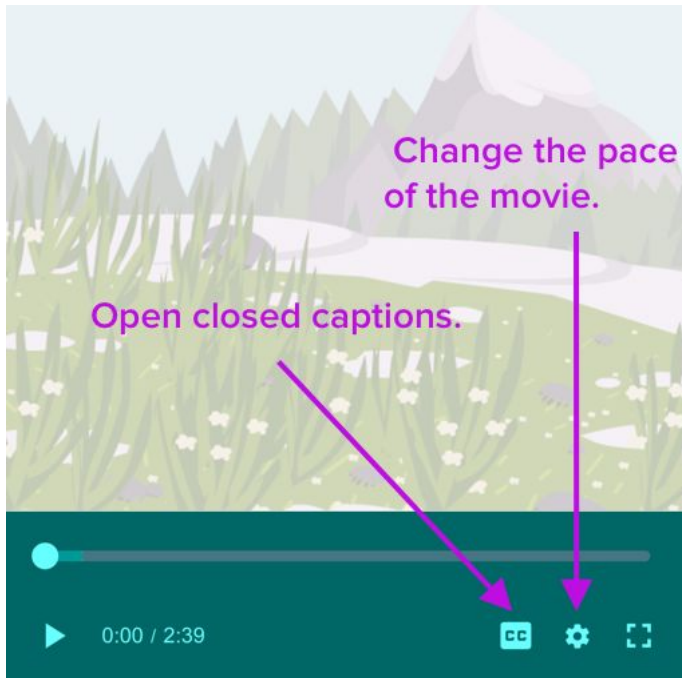 Change the pace
of the movie.
Open closed captions.
0:00 / 2:39
CC